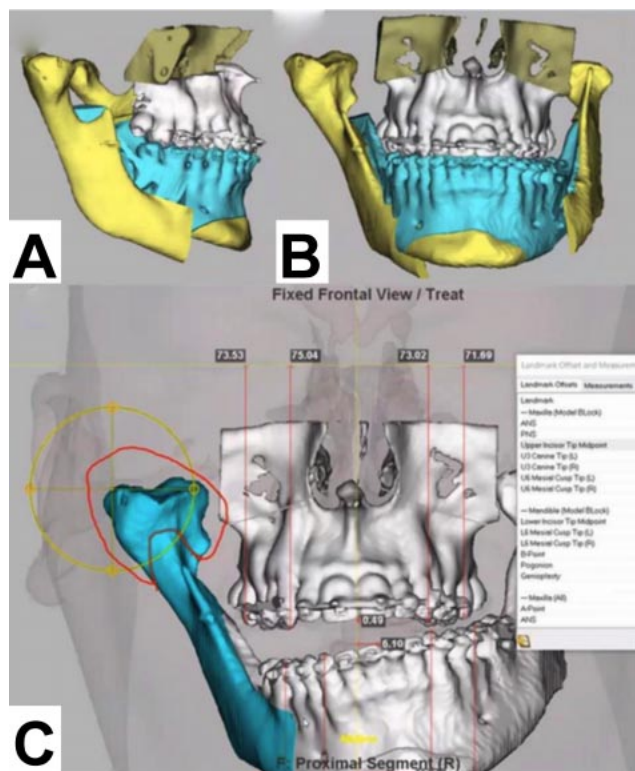 A
B
Fixed Frontal View / Treat
73.53
75.04
73.02
71.69
Landmark Offset and Measurem
Landmark Offsets
Measurements
Landmark
Maxilla (Model BLock)
ANS
PNS
Upper Incisor Tip Midpoint
U3 Canine Tip (L)
U3 Canine Tip (R)
U6 Mesial Cusp Tip (L)
U6 Mesial Cusp Tip (R)
Mandible (Model BLock)
Lower Incisor Tip Midpoint
L6 Mesial Cusp Tip (L)
L6 Mesial Cusp Tip (R)
B-Point
Pogonion
Genioplasty
Maxilla (All)
A-Point
ANS
0.49
5.10
F: Proximal Segment (R)
C